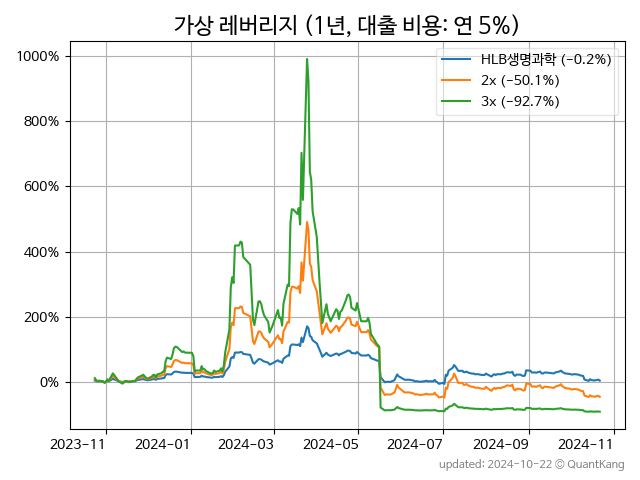 가상 레버리지 (1년, 대출 비용: 연 5%)
1000%
800%
600%
400%
200%
0%
HLB생명과학 (−0.2%)
2x (−50.1%)
3x (−92.7%)
2023-11
2024-01
2024-03
2024-05
2024-07
2024-09
2024-11
updated: 2024-10-22 © QuantKang